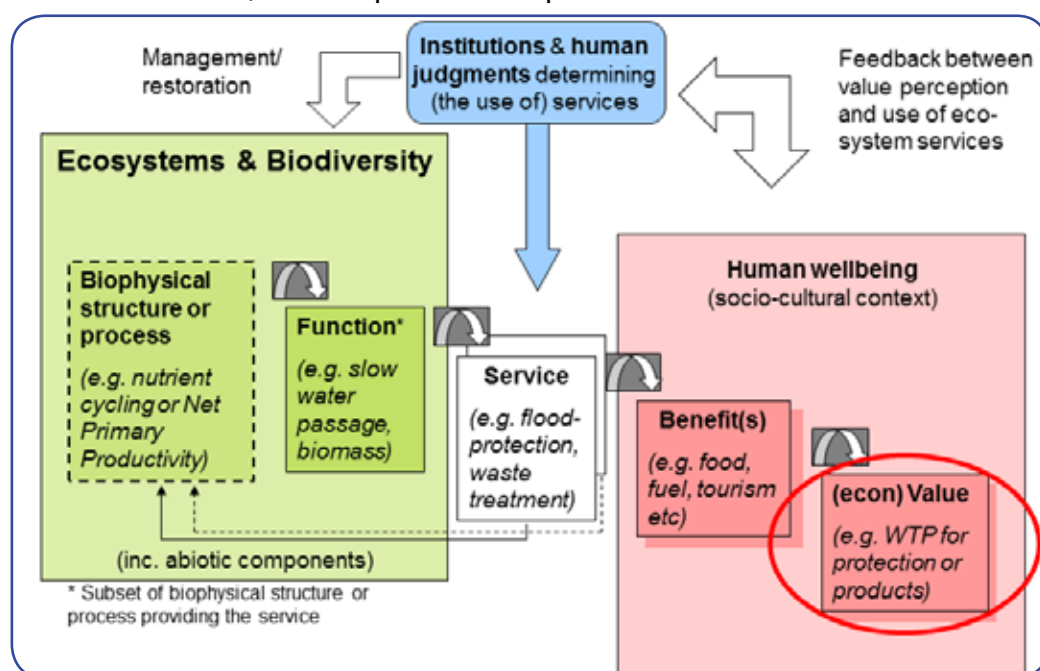 Management/
restoration
Institutions & human
judgments determining
(the use of) services
Feedback between
value perception
and use of eco-
system services
Ecosystems & Biodiversity
Biophysical
structure or
process
(e.g. nutrient
cycling or Net
Primary
Productivity)
Function*
(e.g. slow
water
passage,
biomass)
Service
(e.g. flood-
protection,
waste
treatment)
Human wellbeing
(socio-cultural context)
Benefit(s)
(e.g. food,
fuel, tourism
etc)
(econ) Value
(e.g. WTP for
protection or
products)
(inc. abiotic components)
* Subset of biophysical structure or
process providing the service